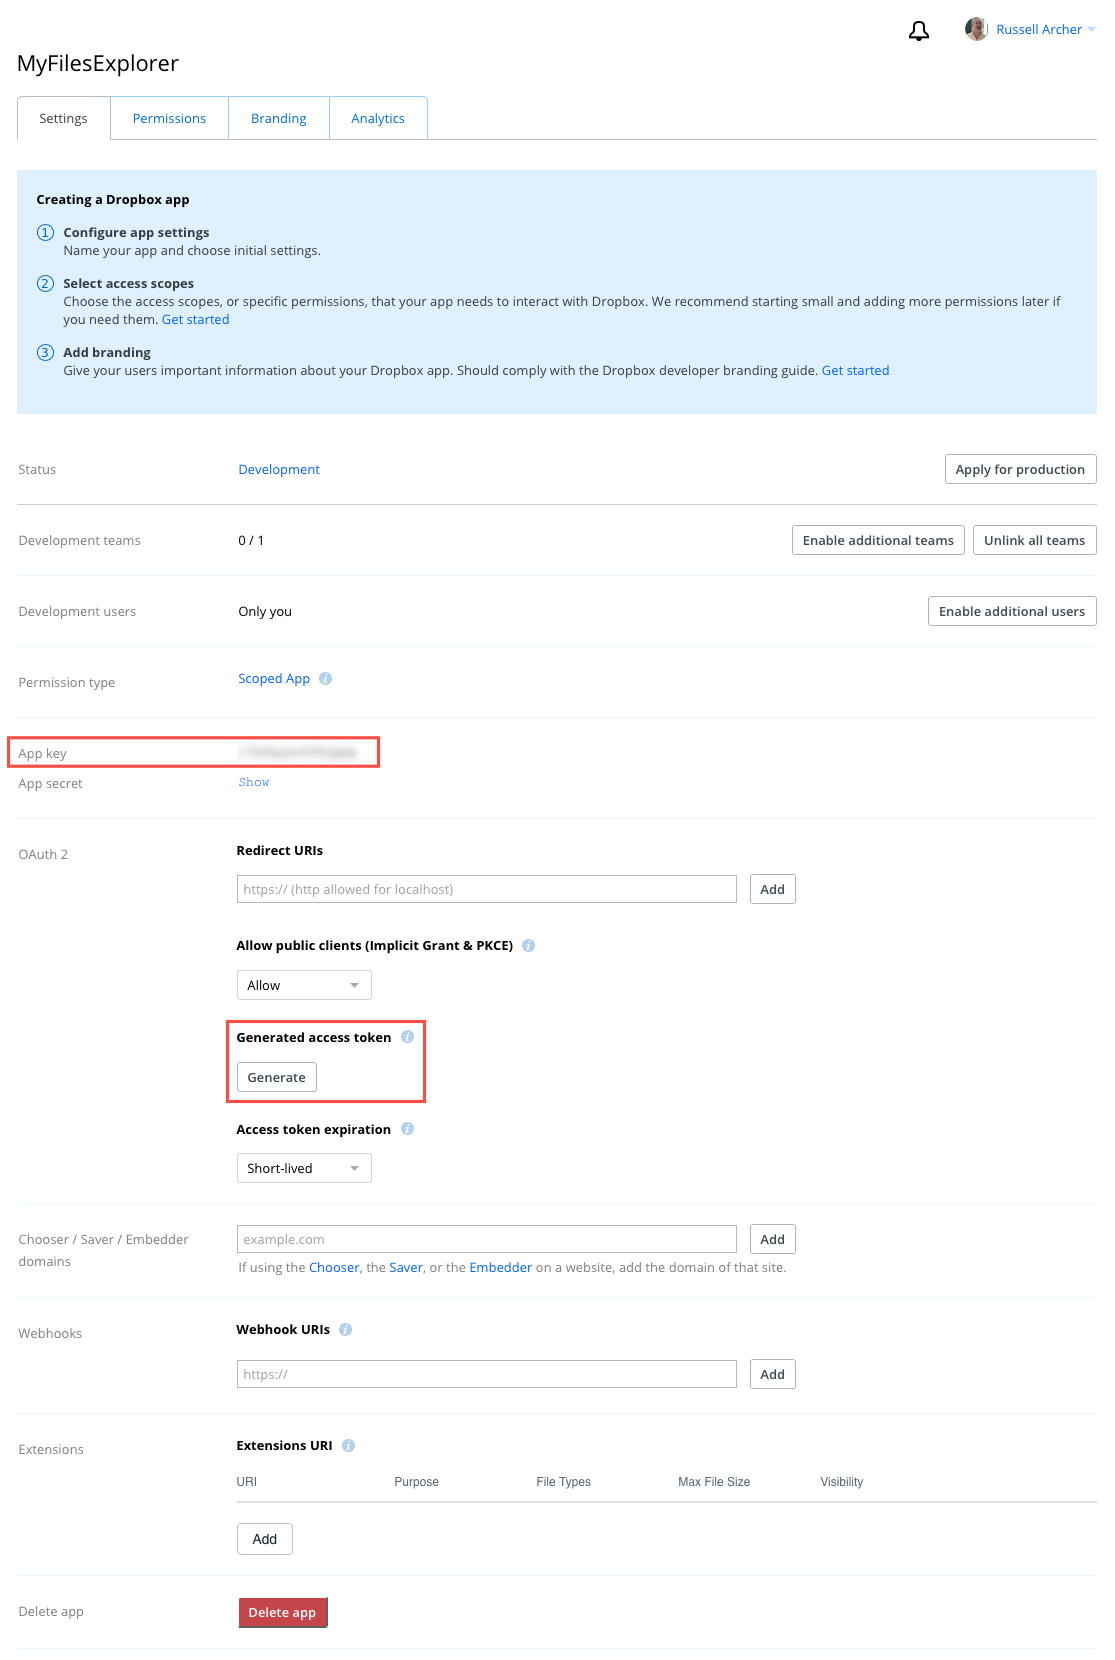 Russell Archer
MyFilesExplorer
Settings Permissions Branding Analytics
Creating a Dropbox app
1 Configure app settings
Name your app and choose initial settings.
2 Select access scopes
Choose the access scopes, or specific permissions, that your app needs to interact with Dropbox. We recommend starting small and adding more permissions later if
you need them. Get started
3 Add branding
Give your users important information about your Dropbox app. Should comply with the Dropbox developer branding guide. Get started
Status Development Apply for production
Development teams 0 / 1 Enable additional teams Unlink all teams
Development users Only you Enable additional users
Permission type Scoped App i
App key
App secret Show
OAuth 2 Redirect URIs
https:// (http allowed for localhost) Add
Allow public clients (Implicit Grant & PKCE) i
Allow
Generated access token i
Generate
Access token expiration i
Short-lived
Chooser / Saver / Embedder
domains
example.com Add
If using the Chooser, the Saver, or the Embedder on a website, add the domain of that site.
Webhooks Webhook URIs i
https:// Add
Extensions Extensions URI i
URI Purpose File Types Max File Size Visibility
Add
Delete app Delete app